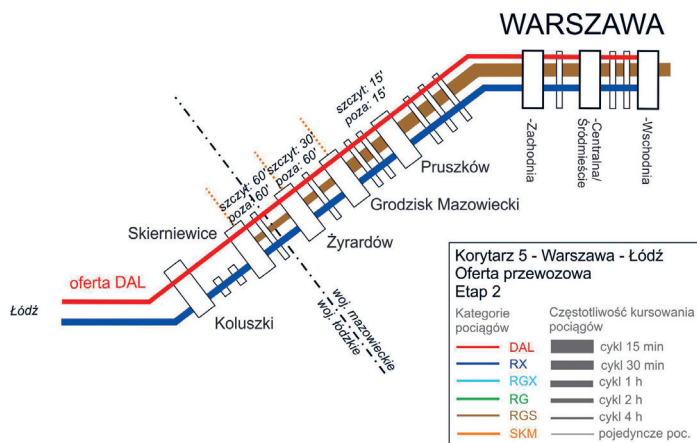 WARSZAWA
szczyt: 15'
poza: 15'
szczyt: 30'
poza: 60'
szczyt: 60'
poza: 60'
-Zachodnia
-Centralna/
Śródmieście
-Wschodnia
Pruszków
Grodzisk Mazowiecki
Skierniewice
Żyrardów
oferta DAL
Łódź
Koluszki
woj. mazowieckie
woj. łódzkie
Korytarz 5 - Warszawa - Łódź
Oferta przewozowa
Etap 2
Kategorie pociągów
Częstotliwość kursowania pociągów
DAL
cykl 15 min
RX
cykl 30 min
RGX
cykl 1 h
RG
cykl 2 h
RGS
cykl 4 h
SKM
pojedyncze poc.